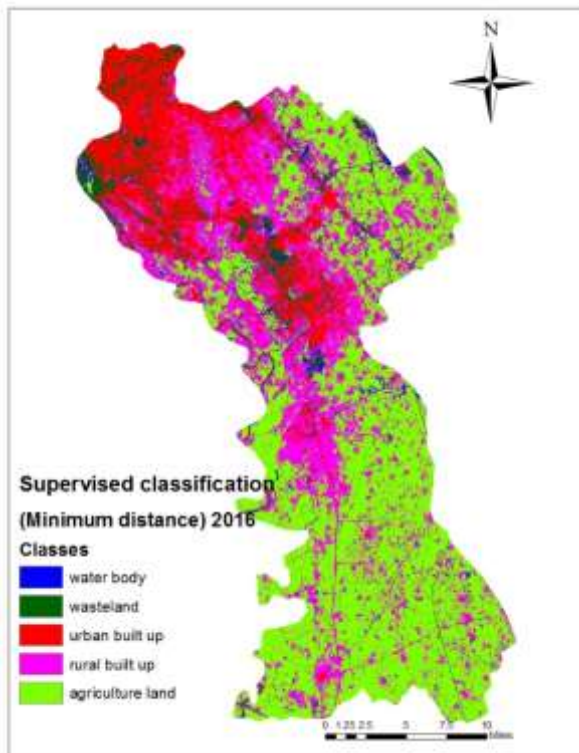 N
Supervised classification
(Minimum distance) 2016
Classes
water body
wasteland
urban built up
rural built up
agriculture land
0 1.25 2.5 5 7.5 10
Miles